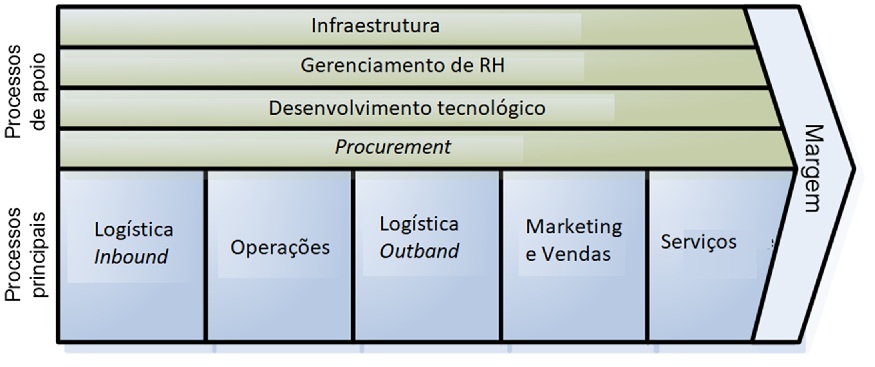 Processos
de apoio
Infraestrutura
Gerenciamento de RH
Desenvolvimento tecnológico
Procurement
Margem
Processos
principais
Logística
Inbound
Operações
Logística
Outband
Marketing
e Vendas
Serviços